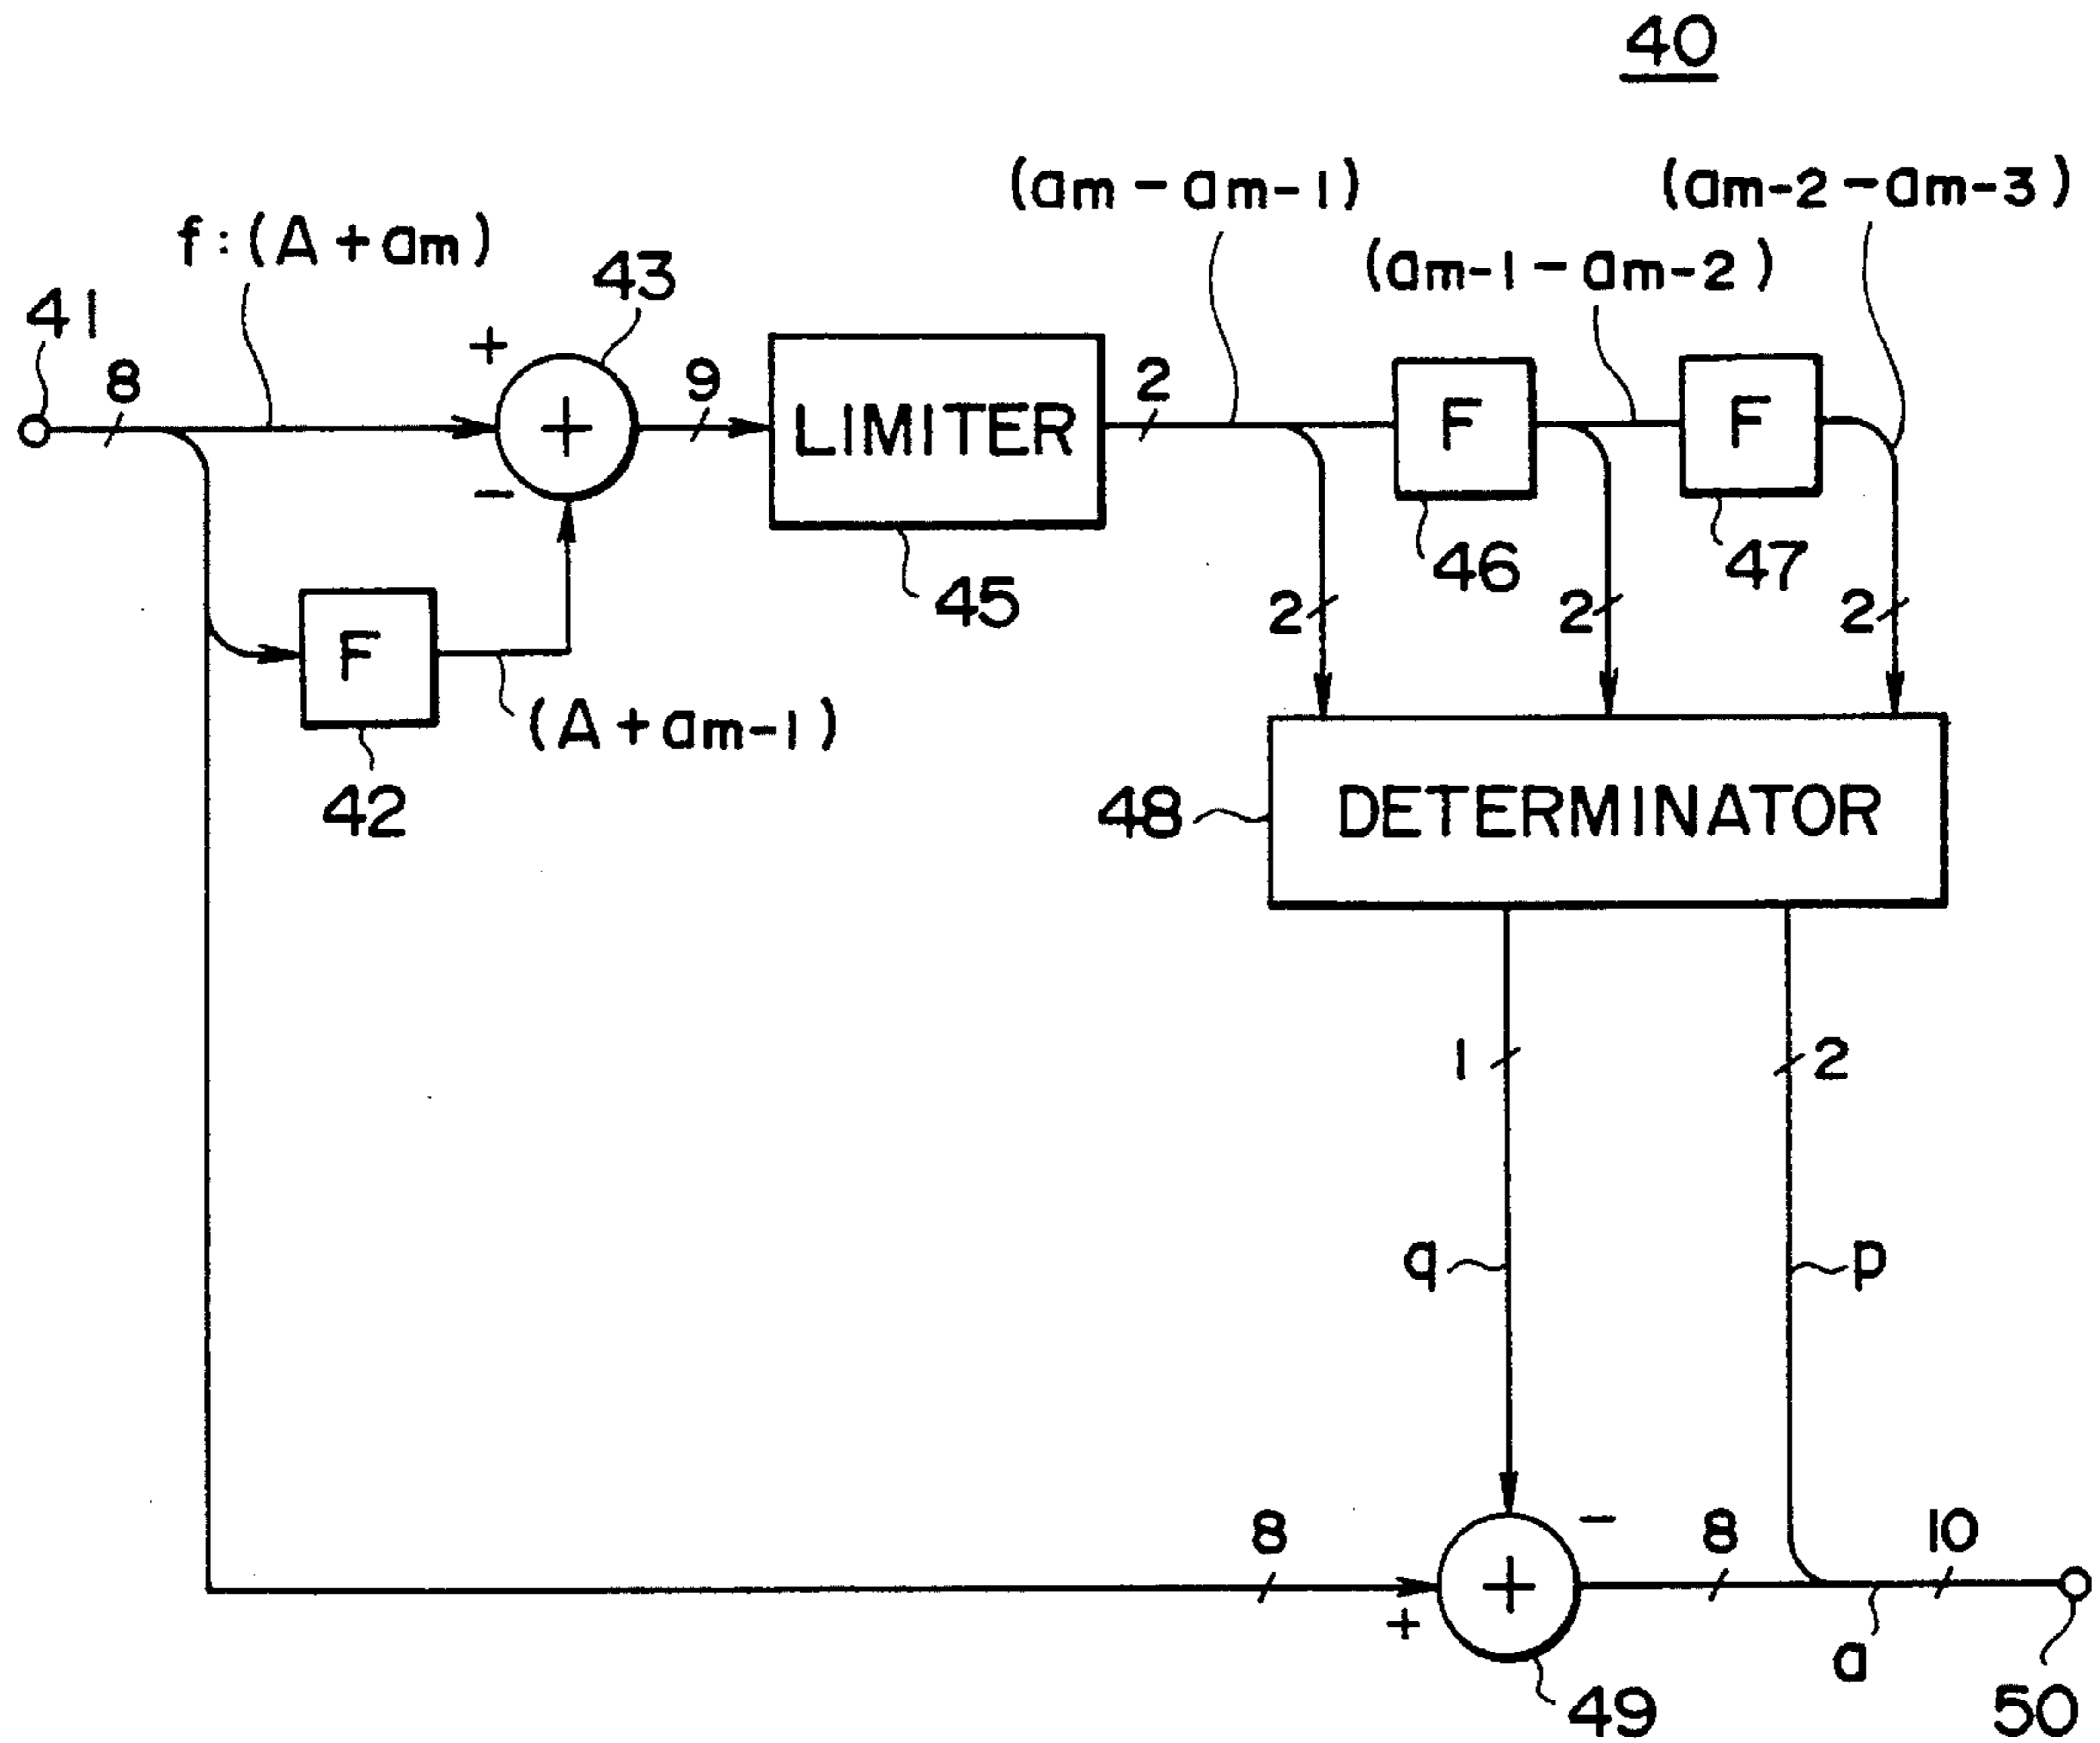 40
(am-am-1)
(am-2-am-3)
f:(A+am)
(am-1-am-2)
43
41
+
8
9
2
+
LIMITER
F
F
−
46
47
45
2
2
2
F
(A+am-1)
42
48
DETERMINATOR
1
2
q
p
8
−
8
10
+
+
a
49
50